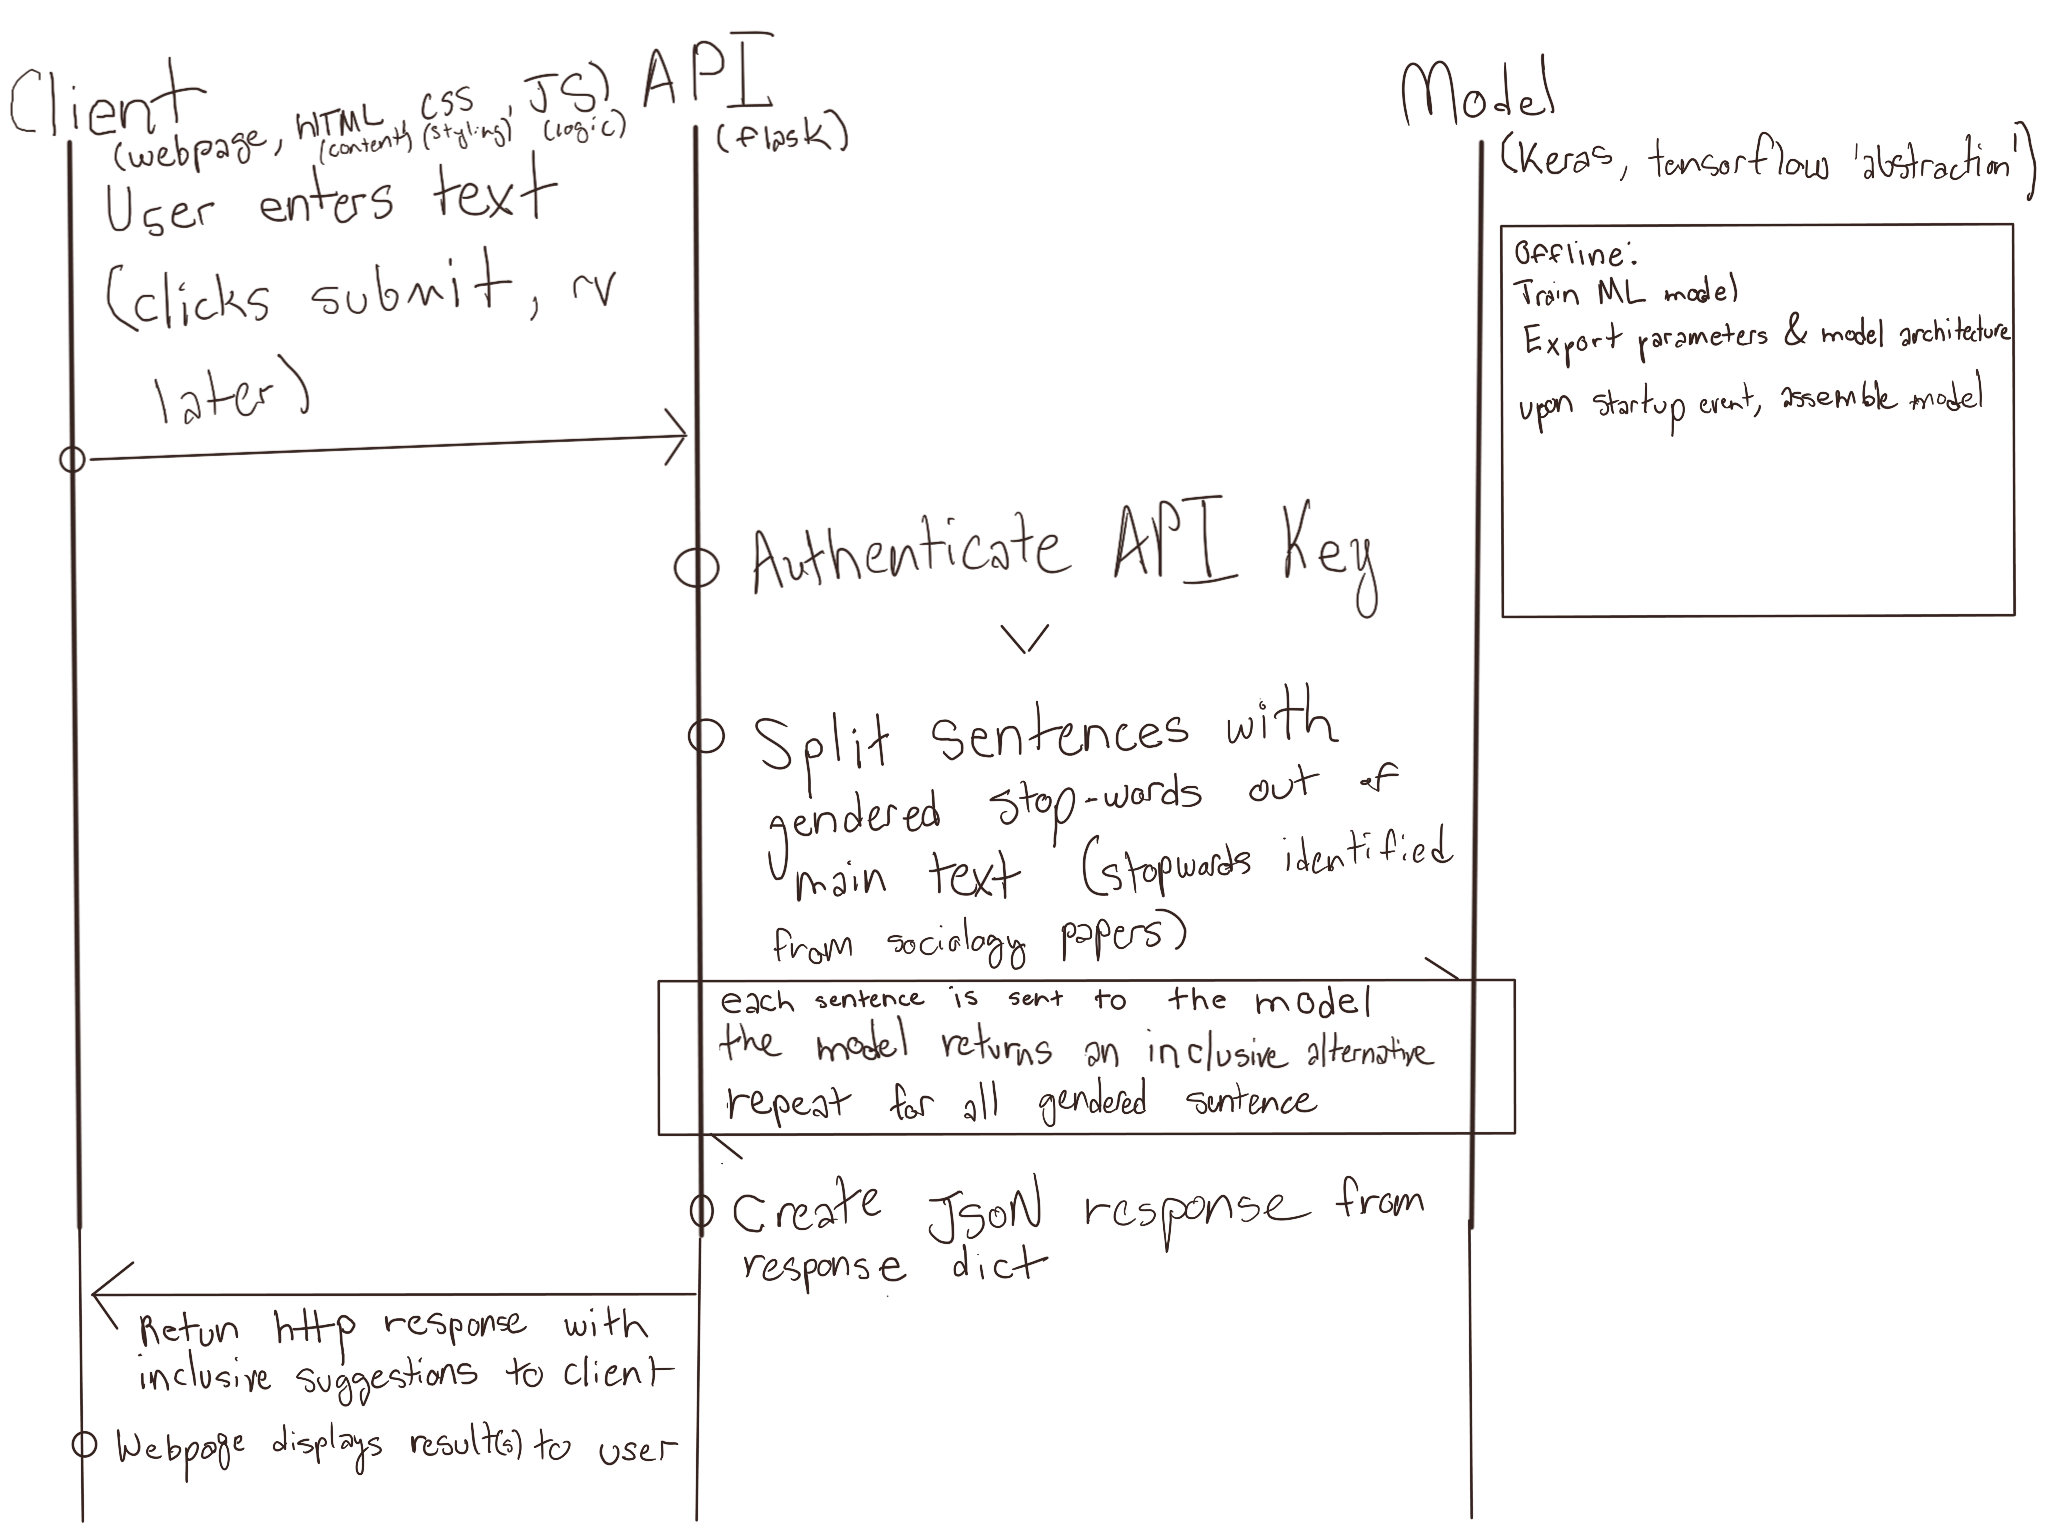 Client
(webpage, HTML, CSS, JS)
(content) (styling) (logic)
User enters text
(clicks submit, rv
later)
API
(flask)
Model
(Keras, tensorflow 'abstraction')
Offline:
Train ML model
Export parameters & model architecture
upon startup event, assemble model
Authenticate API Key
Split sentences with
gendered stop-words out of
main text (stopwords identified
from sociology papers)
each sentence is sent to the model
the model returns an inclusive alternative
repeat for all gendered sentence
Create JSON response from
response dict
Retun http response with
inclusive suggestions to client
Webpage displays result(s) to user